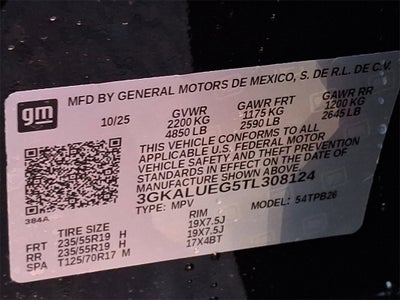 gm
MFD BY GENERAL MOTORS DE MEXICO, S. DE R.L. DE C.V.
10/25 GVWR GAWR FRT GAWR RR
2200 KG 1175 KG 1200 KG
4850 LB 2590 LB 2645 LB
THIS VEHICLE CONFORMS TO ALL
APPLICABLE U.S. FEDERAL MOTOR
VEHICLE SAFETY AND THEFT PREVENTION
STANDARDS IN EFFECT ON THE DATE OF
MANUFACTURE SHOWN ABOVE.
3GKALUEG5TL308124
384A TYPE: MPV MODEL: 54TPB26
TIRE SIZE RIM
FRT 235/55R19 H 19X7.5J
RR 235/55R19 H 19X7.5J
SPA T125/70R17 M 17X4BT